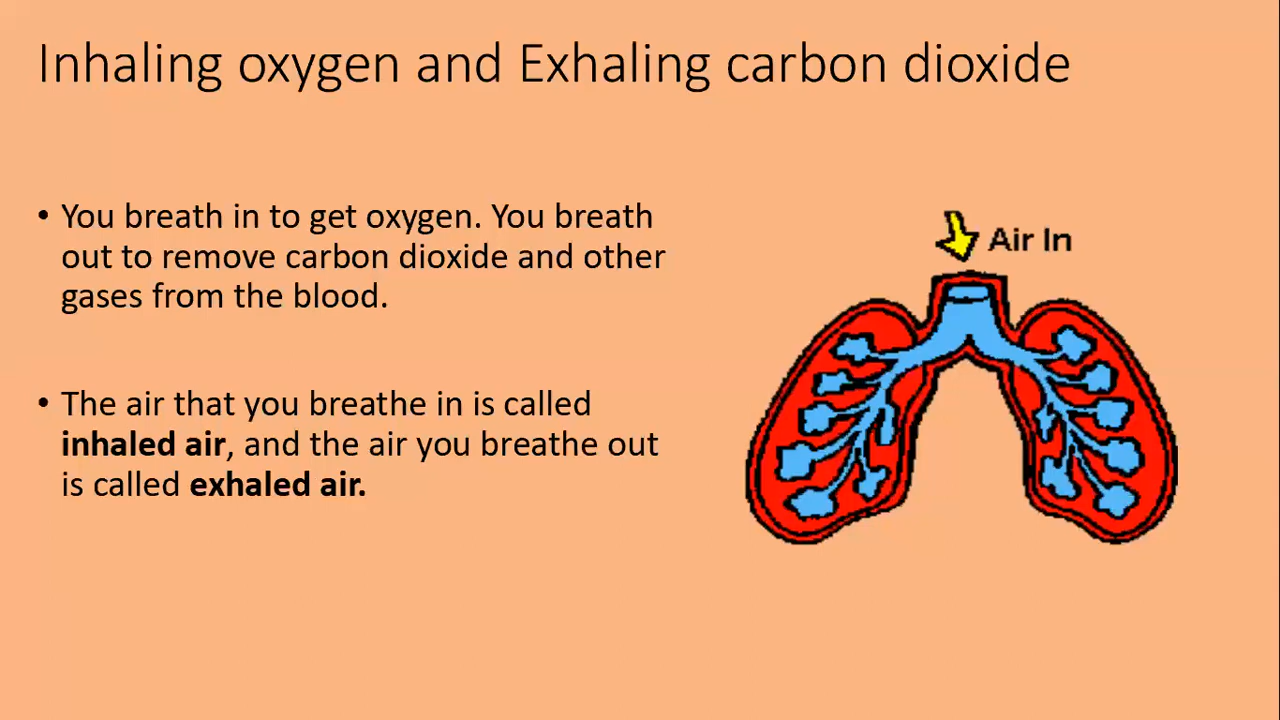 Inhaling oxygen and Exhaling carbon dioxide
• You breath in to get oxygen. You breath
out to remove carbon dioxide and other
gases from the blood.
• The air that you breathe in is called
inhaled air, and the air you breathe out
is called exhaled air.
Air In